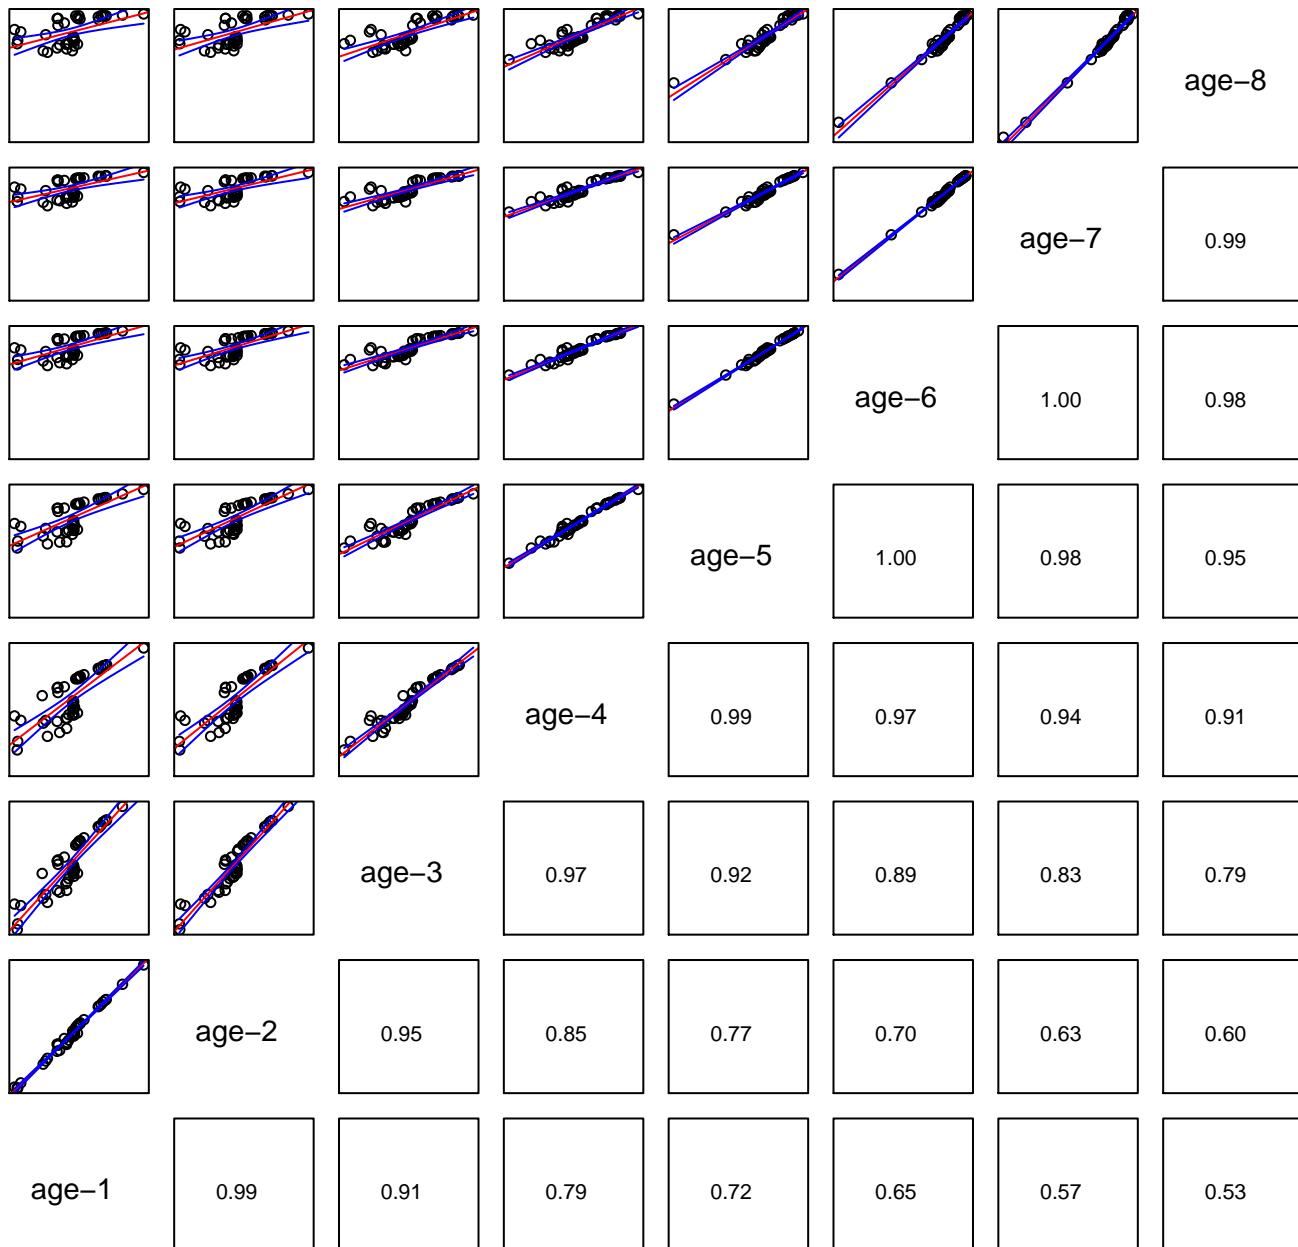 age−8
age−7 0.99
age−6 1.00 0.98
age−5 1.00 0.98 0.95
age−4 0.99 0.97 0.94 0.91
age−3 0.97 0.92 0.89 0.83 0.79
age−2 0.95 0.85 0.77 0.70 0.63 0.60
age−1 0.99 0.91 0.79 0.72 0.65 0.57 0.53